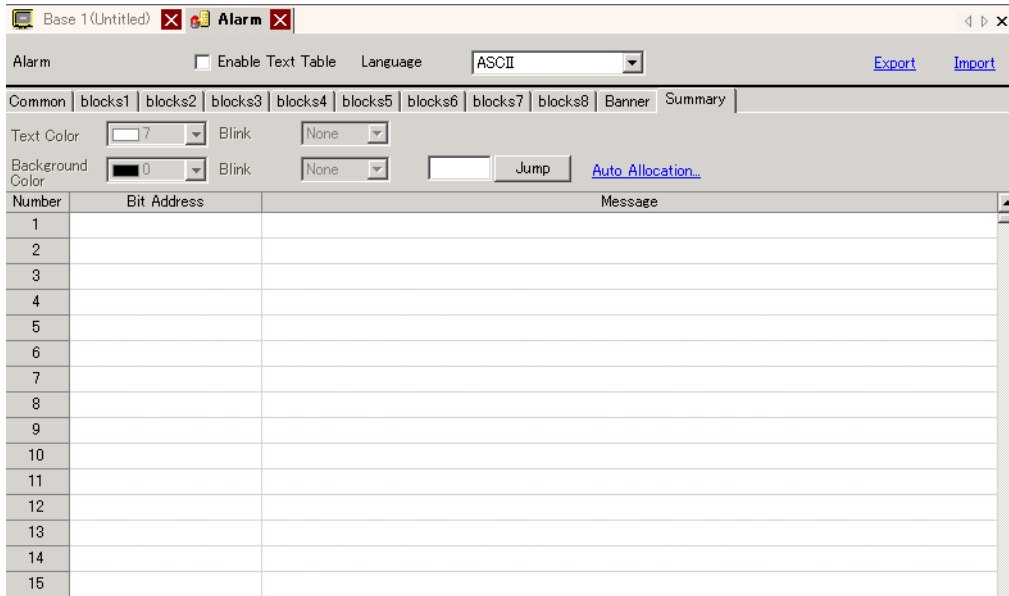 Base 1(Untitled) Alarm
Alarm Enable Text Table Language ASCII Export Import
Common blocks1 blocks2 blocks3 blocks4 blocks5 blocks6 blocks7 blocks8 Banner Summary
Text Color 7 Blink None
Background Color 0 Blink None Jump Auto Allocation...
Number Bit Address Message
1
2
3
4
5
6
7
8
9
10
11
12
13
14
15